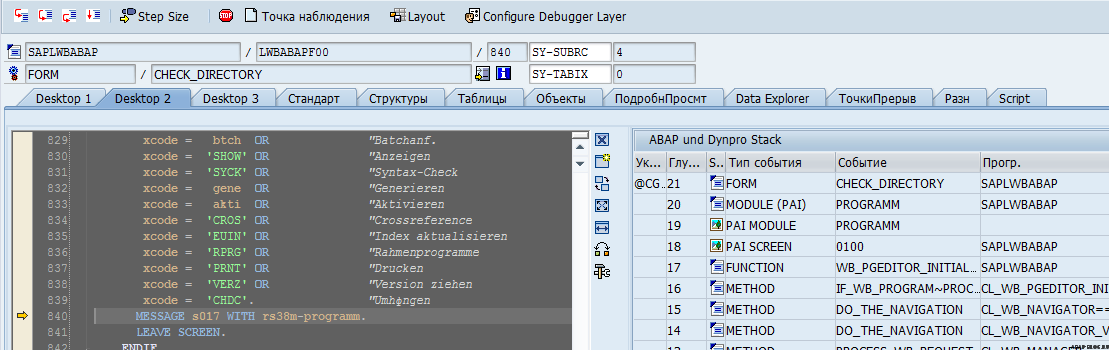 Step Size Точка наблюдения Layout Configure Debugger Layer
SAPLWBABAP / LWBABAPF00 / 840 SY-SUBRC 4
FORM / CHECK_DIRECTORY SY-TABIX 0
Desktop 1 Desktop 2 Desktop 3 Стандарт Структуры Таблицы Объекты ПодробнПросмт Data Explorer ТочкиПрерыв Разн Script
829 xcode = btch OR "Batchanf.
830 xcode = 'SHOW' OR "Anzeigen
831 xcode = 'SYCK' OR "Syntax-Check
832 xcode = gene OR "Generieren
833 xcode = akti OR "Aktivieren
834 xcode = 'CROS' OR "Crossreference
835 xcode = 'EUIN' OR "Index aktualisieren
836 xcode = 'RPRG' OR "Rahmenprogramme
837 xcode = 'PRNT' OR "Drucken
838 xcode = 'VERZ' OR "Version ziehen
839 xcode = 'CHDC'. "Umhфngen
840 MESSAGE s017 WITH rs38m-programm.
841 LEAVE SCREEN.
842 ENDIF
ABAP und Dynpro Stack
Ук... Глу... S.. Тип события Событие Прогр.
@CG... 21 FORM CHECK_DIRECTORY SAPLWBABAP
20 MODULE (PAI) PROGRAMM SAPLWBABAP
19 PAI MODULE PROGRAMM
18 PAI SCREEN 0100 SAPLWBABAP
17 FUNCTION WB_PGEDITOR_INITIAL... SAPLWBABAP
16 METHOD IF_WB_PROGRAM~PROC... CL_WB_PGEDITOR_INI
15 METHOD DO_THE_NAVIGATION CL_WB_NAVIGATOR==
14 METHOD DO_THE_NAVIGATION CL_WB_NAVIGATOR_V